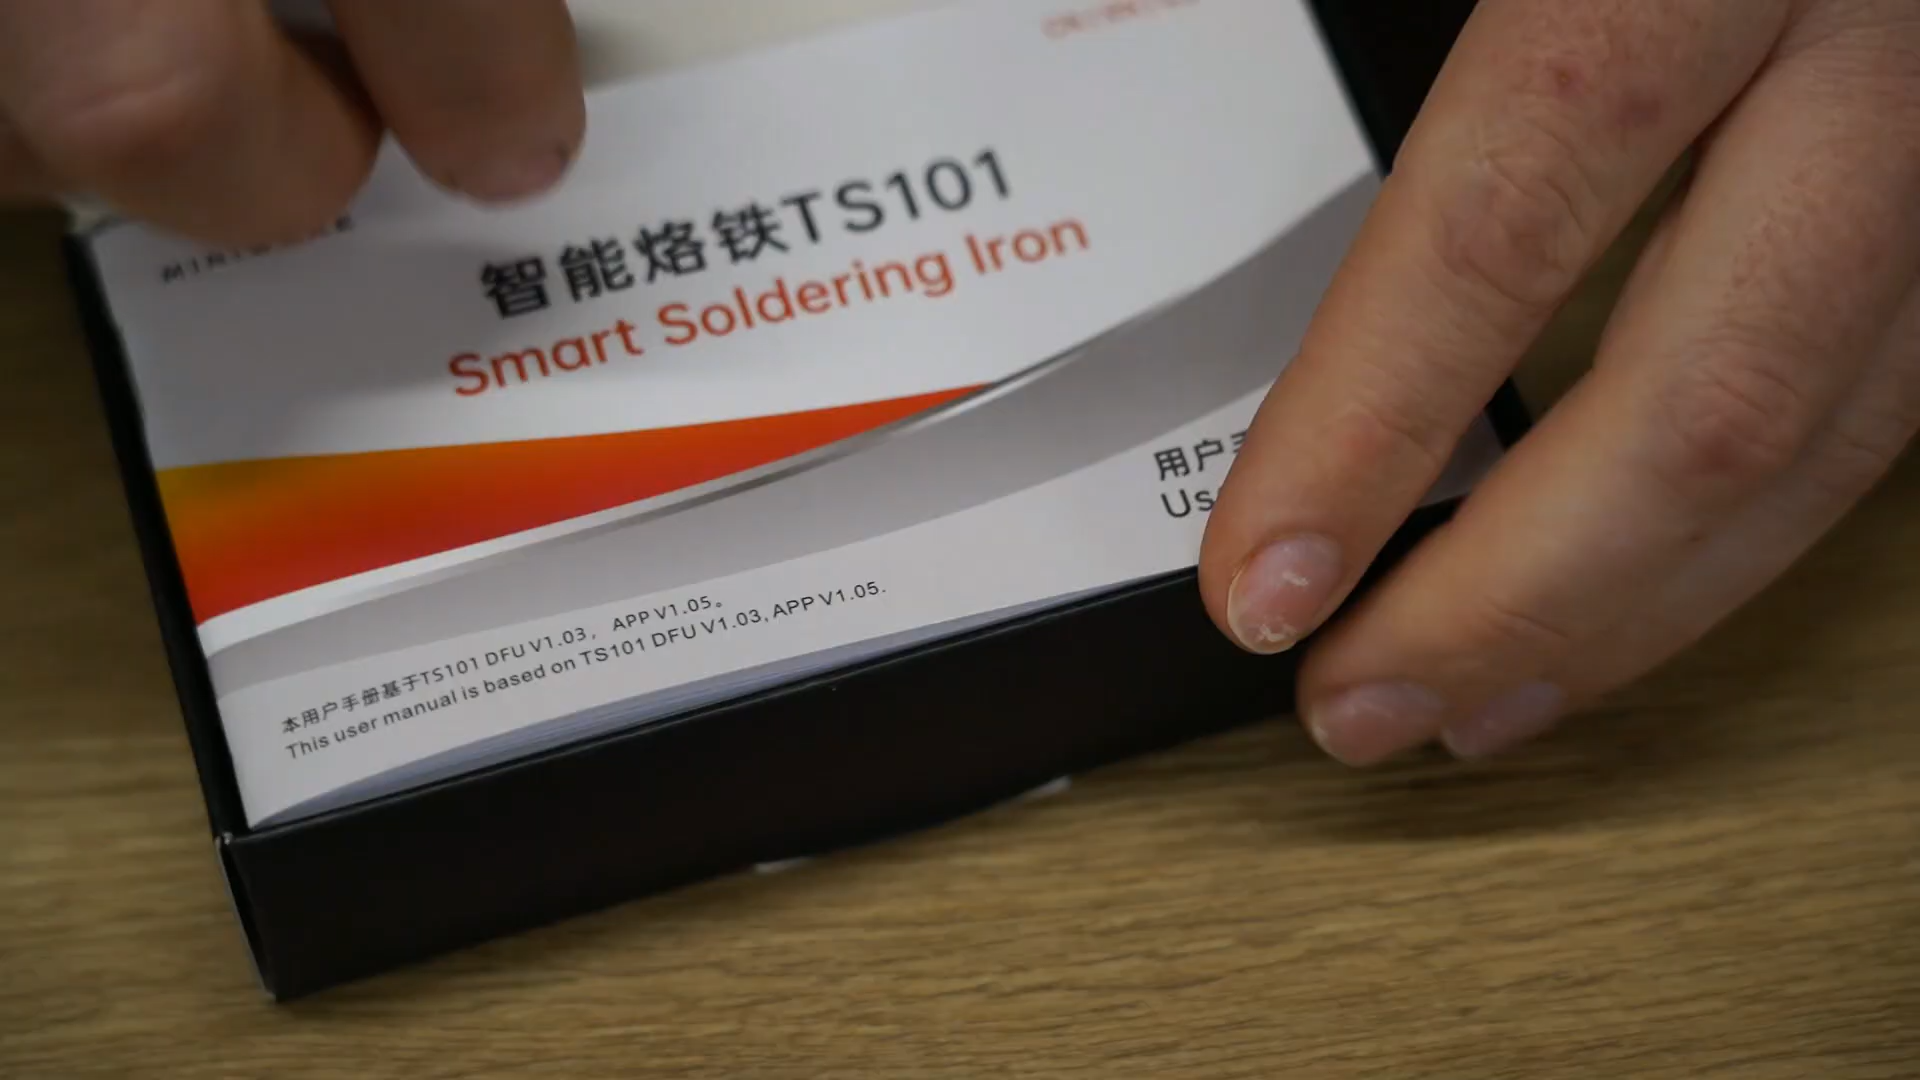 智能烙铁TS101
Smart Soldering Iron
用户
本用户手册基于TS101 DFU V1.03，APP V1.05。
This user manual is based on TS101 DFU V1.03, APP V1.05.